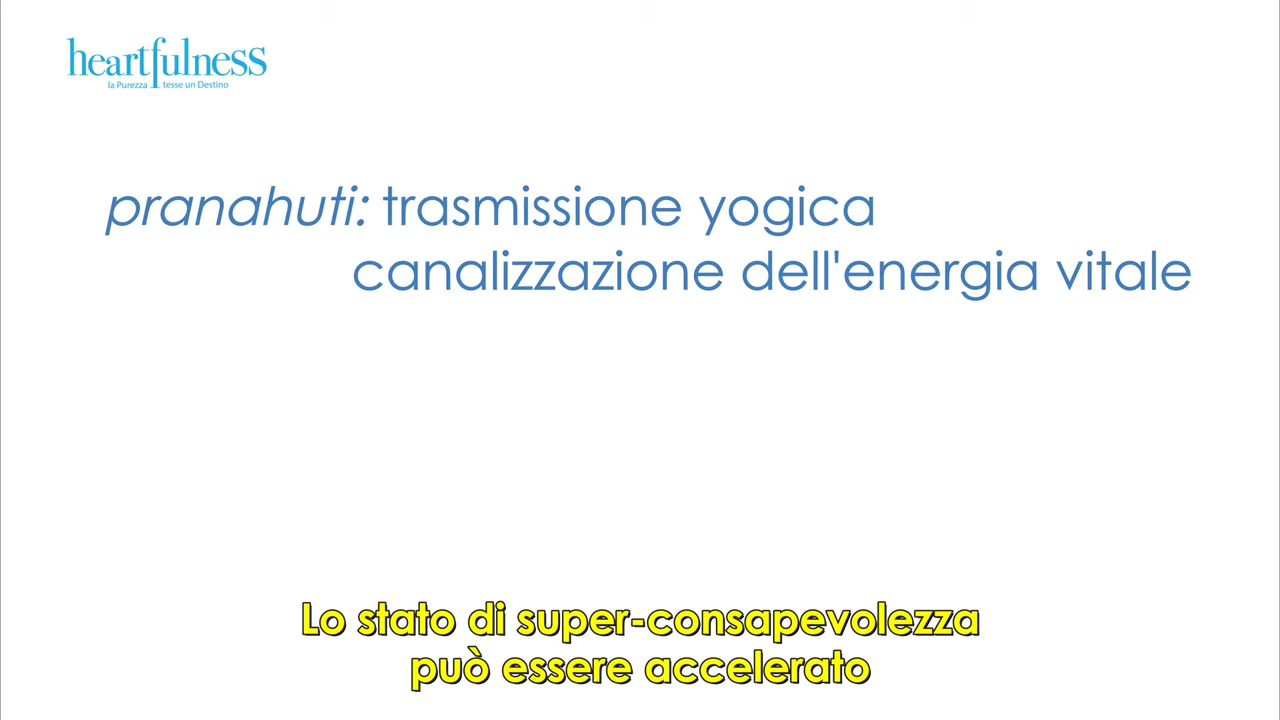 heartfulness
la Purezza tesse un Destino
pranahuti: trasmissione yogica
canalizzazione dell'energia vitale
Lo stato di super-consapevolezza
può essere accelerato